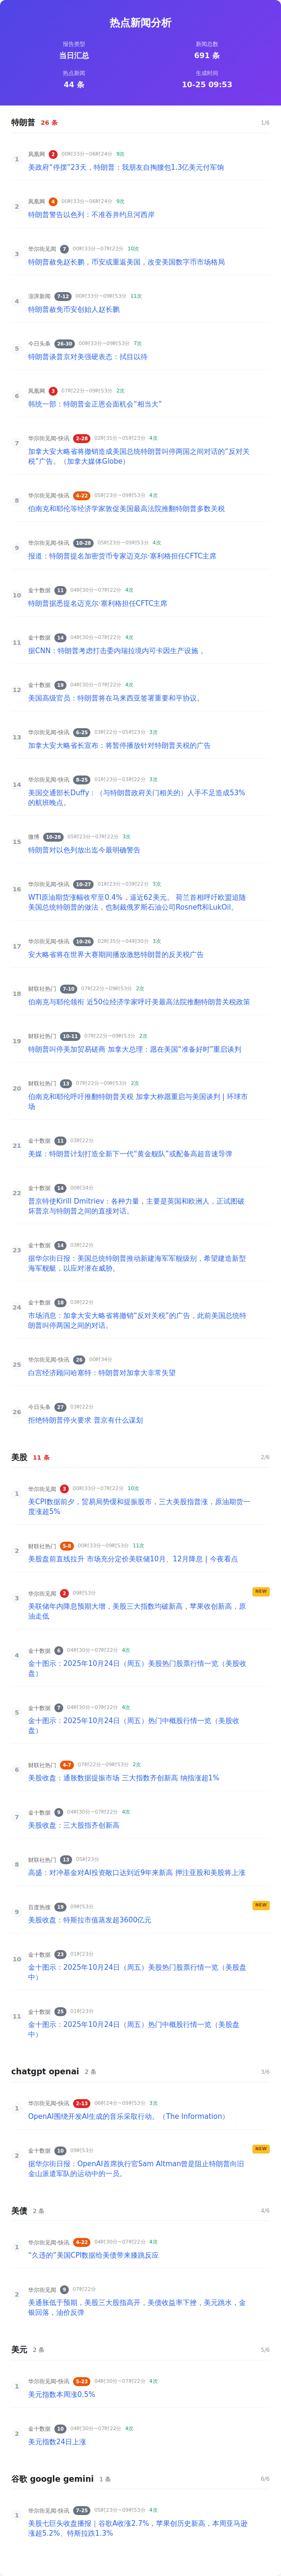 热点新闻分析
报告类型
当日汇总
新闻总数
691 条
热点新闻
44 条
生成时间
10-25 09:53
特朗普 26 条 1/6
1
凤凰网 2 00时33分~06时24分 9次
美政府“停摆”23天，特朗普：我朋友自掏腰包1.3亿美元付军饷
2
凤凰网 4 00时33分~06时24分 9次
特朗普警告以色列：不准吞并约旦河西岸
3
华尔街见闻 7 00时33分~07时22分 10次
特朗普赦免赵长鹏，币安或重返美国，改变美国数字币市场格局
4
澎湃新闻 7-12 00时33分~09时53分 11次
特朗普赦免币安创始人赵长鹏
5
今日头条 26-30 00时33分~09时53分 7次
特朗普谈普京对美强硬表态：拭目以待
6
凤凰网 3 07时22分~09时53分 2次
韩统一部：特朗普金正恩会面机会“相当大”
7
华尔街见闻-快讯 2-28 02时35分~05时23分 4次
加拿大安大略省将撤销造成美国总统特朗普叫停两国之间对话的“反对关
税”广告。（加拿大媒体Globe）
8
华尔街见闻-快讯 4-22 05时23分~09时53分 4次
伯南克和耶伦等经济学家敦促美国最高法院推翻特朗普多数关税
9
华尔街见闻-快讯 10-28 05时23分~09时53分 4次
报道：特朗普提名加密货币专家迈克尔·塞利格担任CFTC主席
10
金十数据 11 04时30分~07时22分 4次
特朗普据悉提名迈克尔·塞利格担任CFTC主席
11
金十数据 14 04时30分~07时22分 4次
据CNN：特朗普考虑打击委内瑞拉境内可卡因生产设施 。
12
金十数据 19 04时30分~07时22分 4次
美国高级官员：特朗普将在马来西亚签署重要和平协议。
13
华尔街见闻-快讯 6-25 03时22分~05时23分 3次
加拿大安大略省长宣布：将暂停播放针对特朗普关税的广告
14
华尔街见闻-快讯 8-25 01时23分~03时22分 3次
美国交通部长Duffy：（与特朗普政府关门相关的）人手不足造成53%
的航班晚点。
15
微博 10-28 05时23分~07时22分 3次
特朗普对以色列放出迄今最明确警告
16
华尔街见闻-快讯 10-27 01时23分~03时22分 3次
WTI原油期货涨幅收窄至0.4%，逼近62美元。 荷兰首相呼吁欧盟追随
美国总统特朗普的做法，也制裁俄罗斯石油公司Rosneft和LukOil。
17
华尔街见闻-快讯 10-26 02时35分~04时30分 3次
安大略省将在世界大赛期间播放激怒特朗普的反关税广告
18
财联社热门 7-10 07时22分~09时53分 2次
伯南克与耶伦领衔 近50位经济学家呼吁美最高法院推翻特朗普关税政策
19
财联社热门 10-11 07时22分~09时53分 2次
特朗普叫停美加贸易磋商 加拿大总理：愿在美国“准备好时”重启谈判
20
财联社热门 13 07时22分~09时53分 2次
伯南克和耶伦呼吁推翻特朗普关税 加拿大称愿重启与美国谈判 | 环球市
场
21
金十数据 11 03时22分
美媒：特朗普计划打造全新下一代“黄金舰队”或配备高超音速导弹
22
金十数据 14 00时34分
普京特使Kirill Dmitriev：各种力量，主要是英国和欧洲人，正试图破
坏普京与特朗普之间的直接对话。
23
金十数据 14 03时22分
据华尔街日报：美国总统特朗普推动新建海军军舰级别，希望建造新型
海军舰艇，以应对潜在威胁。
24
金十数据 18 03时22分
市场消息：加拿大安大略省将撤销“反对关税”的广告，此前美国总统特
朗普叫停两国之间的对话。
25
华尔街见闻-快讯 26 00时34分
白宫经济顾问哈塞特：特朗普对加拿大非常失望
26
今日头条 27 03时22分
拒绝特朗普停火要求 普京有什么谋划
美股 11 条 2/6
1
华尔街见闻 3 00时33分~07时22分 10次
美CPI数据前夕，贸易局势缓和提振股市，三大美股指普涨，原油期货一
度涨超5%
2
财联社热门 5-8 00时33分~09时53分 11次
美股盘前直线拉升 市场充分定价美联储10月、12月降息 | 今夜看点
3
华尔街见闻 2 09时53分 NEW
美联储年内降息预期大增，美股三大指数均破新高，苹果收创新高，原
油走低
4
金十数据 6 04时30分~07时22分 4次
金十图示：2025年10月24日（周五）美股热门股票行情一览（美股收
盘）
5
金十数据 7 04时30分~07时22分 4次
金十图示：2025年10月24日（周五）热门中概股行情一览（美股收
盘）
6
财联社热门 4-7 07时22分~09时53分 2次
美股收盘：通胀数据提振市场 三大指数齐创新高 纳指涨超1%
7
金十数据 9 04时30分~07时22分 4次
美股收盘：三大股指齐创新高
8
财联社热门 13 05时23分
高盛：对冲基金对AI投资敞口达到近9年来新高 押注亚股和美股将上涨
9
百度热搜 19 09时53分 NEW
美股收盘：特斯拉市值蒸发超3600亿元
10
金十数据 23 01时23分
金十图示：2025年10月24日（周五）美股热门股票行情一览（美股盘
中）
11
金十数据 25 01时23分
金十图示：2025年10月24日（周五）热门中概股行情一览（美股盘
中）
chatgpt openai 2 条 3/6
1
华尔街见闻-快讯 2-13 06时24分~09时53分 3次
OpenAI围绕开发AI生成的音乐采取行动。（The Information）
2
金十数据 10 09时53分 NEW
据华尔街日报：OpenAI首席执行官Sam Altman曾是阻止特朗普向旧
金山派遣军队的运动中的一员。
美债 2 条 4/6
1
华尔街见闻-快讯 4-22 04时30分~07时22分 4次
“久违的”美国CPI数据给美债带来膝跳反应
2
华尔街见闻 9 07时22分
美通胀低于预期，美股三大股指高开，美债收益率下挫，美元跳水，金
银回落，油价反弹
美元 2 条 5/6
1
华尔街见闻-快讯 5-23 04时30分~07时22分 4次
美元指数本周涨0.5%
2
金十数据 10 04时30分~07时22分 4次
美元指数24日上涨
谷歌 google gemini 1 条 6/6
1
华尔街见闻-快讯 7-25 05时23分~09时53分 4次
美股七巨头收盘播报｜谷歌A收涨2.7%，苹果创历史新高，本周亚马逊
涨超5.2%、特斯拉跌1.3%